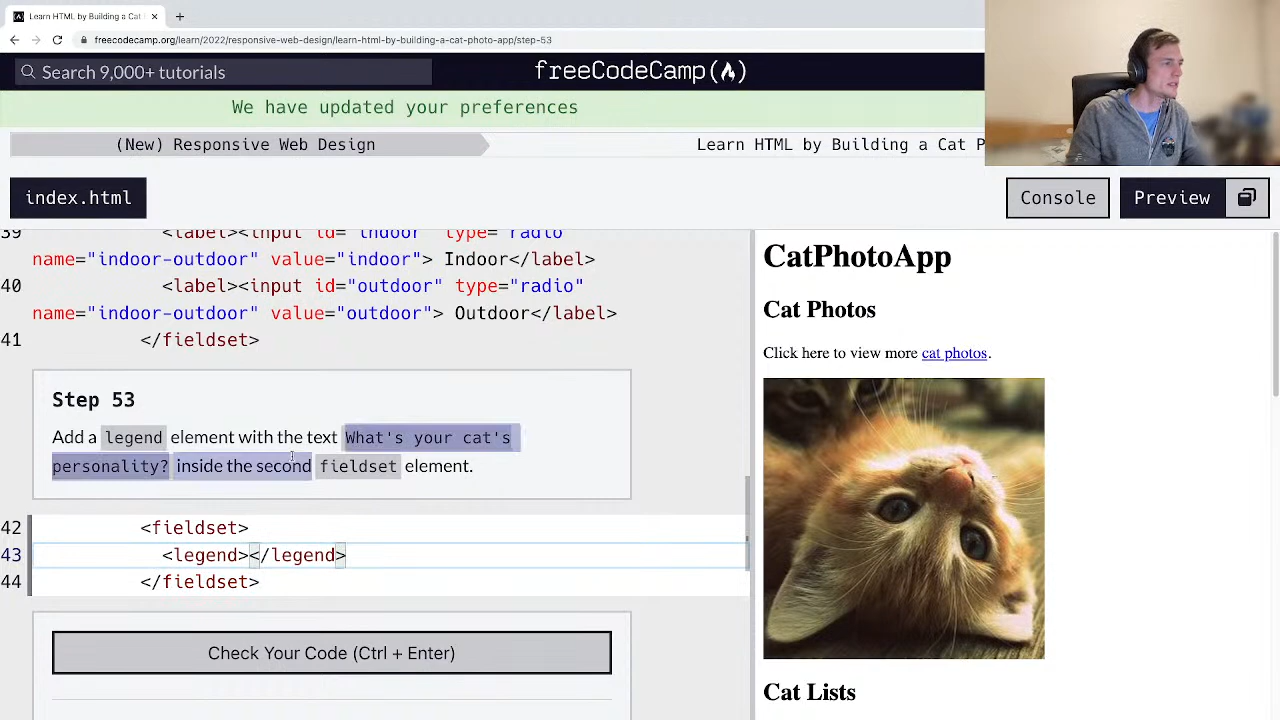 Learn HTML by Building a Cat
freecodecamp.org/learn/2022/responsive-web-design/learn-html-by-building-a-cat-photo-app/step-53
Search 9,000+ tutorials
freeCodeCamp
We have updated your preferences
(New) Responsive Web Design
Learn HTML by Building a Cat P
index.html
Console
Preview
39 <label><input id="indoor" type="radio"
name="indoor-outdoor" value="indoor"> Indoor</label>
40 <label><input id="outdoor" type="radio"
name="indoor-outdoor" value="outdoor"> Outdoor</label>
41 </fieldset>
Step 53
Add a legend element with the text What's your cat's
personality? inside the second fieldset element.
42 <fieldset>
43 <legend></legend>
44 </fieldset>
Check Your Code (Ctrl + Enter)
CatPhotoApp
Cat Photos
Click here to view more cat photos.
Cat Lists